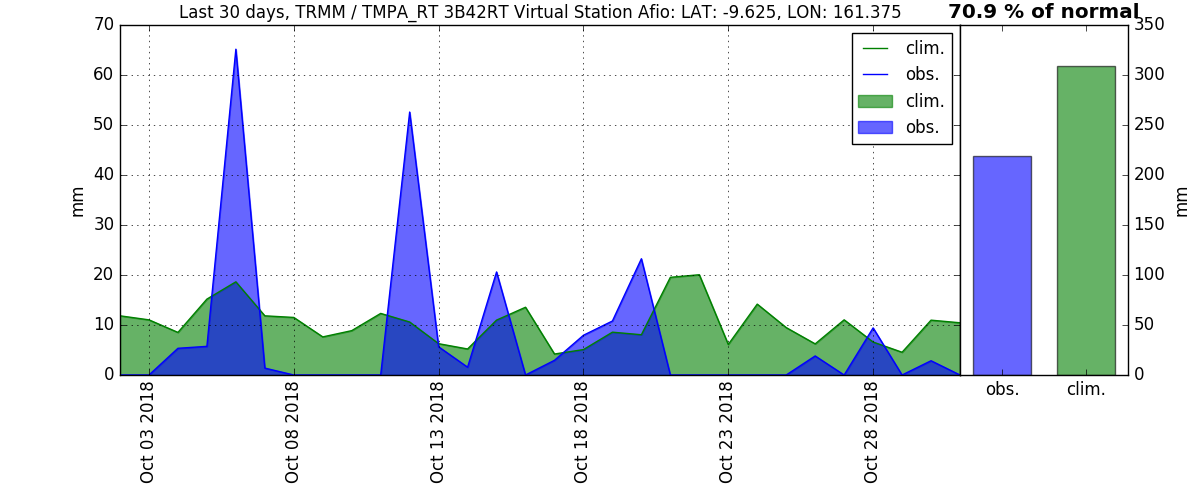 Last 30 days, TRMM / TMPA_RT 3B42RT Virtual Station Afio: LAT: -9.625, LON: 161.375
70.9 % of normal
70
60
50
40
30
20
10
0
mm
clim.
obs.
clim.
obs.
Oct 03 2018
Oct 08 2018
Oct 13 2018
Oct 18 2018
Oct 23 2018
Oct 28 2018
350
300
250
200
150
100
50
0
mm
obs.
clim.